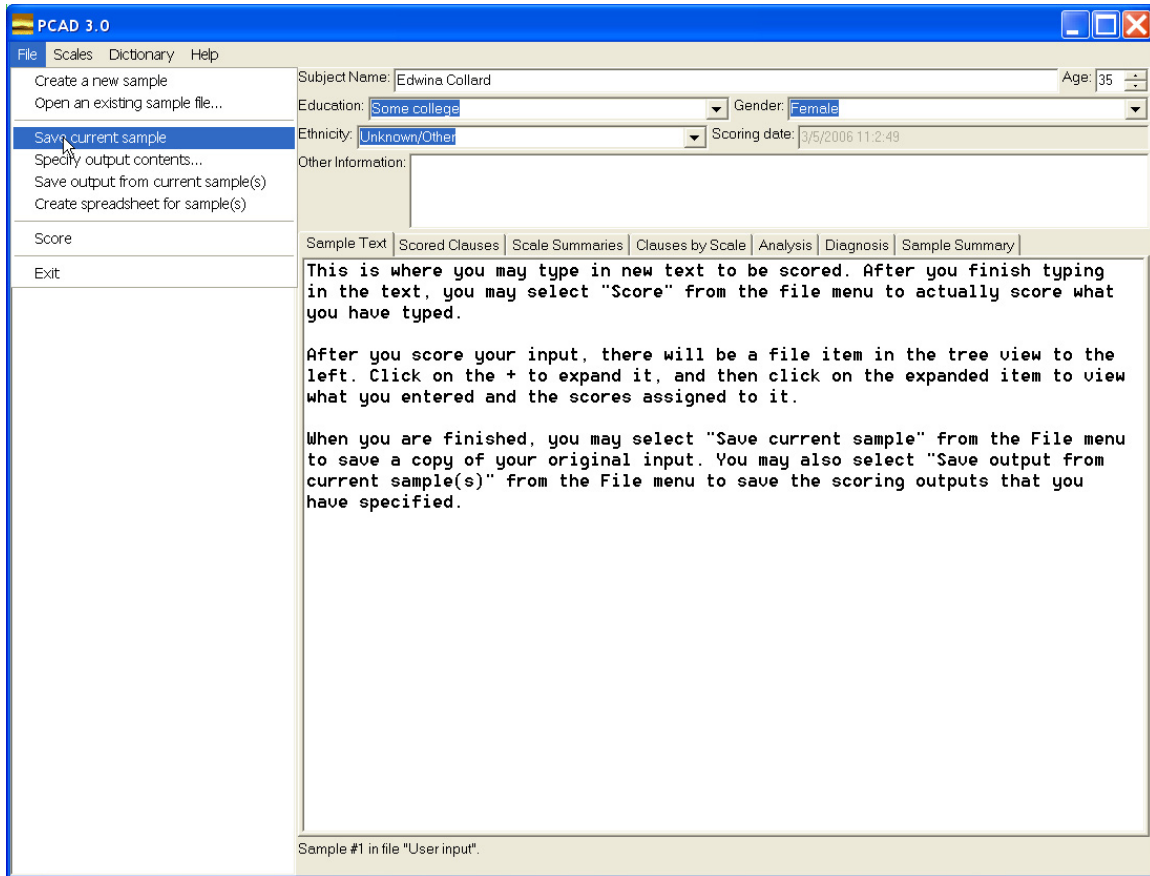 PCAD 3.0
File Scales Dictionary Help
Create a new sample
Open an existing sample file...
Save current sample
Specify output contents...
Save output from current sample(s)
Create spreadsheet for sample(s)
Score
Exit
Subject Name: Edwina Collard Age: 35
Education: Some college Gender: Female
Ethnicity: Unknown/Other Scoring date: 3/5/2006 11:2:49
Other Information:
Sample Text Scored Clauses Scale Summaries Clauses by Scale Analysis Diagnosis Sample Summary
This is where you may type in new text to be scored. After you finish typing
in the text, you may select "Score" from the file menu to actually score what
you have typed.
After you score your input, there will be a file item in the tree view to the
left. Click on the + to expand it, and then click on the expanded item to view
what you entered and the scores assigned to it.
When you are finished, you may select "Save current sample" from the File menu
to save a copy of your original input. You may also select "Save output from
current sample(s)" from the File menu to save the scoring outputs that you
have specified.
Sample #1 in file "User input".